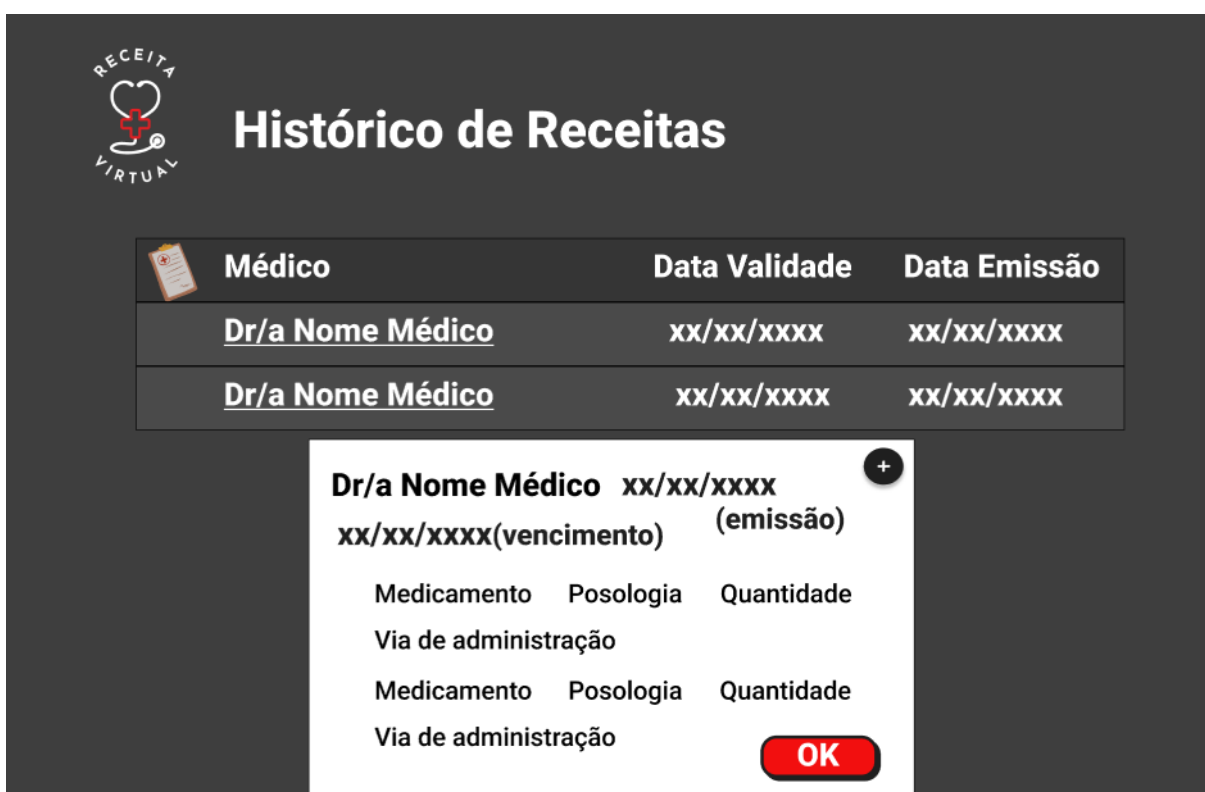 RECEITA
VIRTUAL
Histórico de Receitas
Médico Data Validade Data Emissão
Dr/a Nome Médico xx/xx/xxxx xx/xx/xxxx
Dr/a Nome Médico xx/xx/xxxx xx/xx/xxxx
+
Dr/a Nome Médico xx/xx/xxxx
(emissão)
xx/xx/xxxx(vencimento)
Medicamento Posologia Quantidade
Via de administração
Medicamento Posologia Quantidade
Via de administração
OK